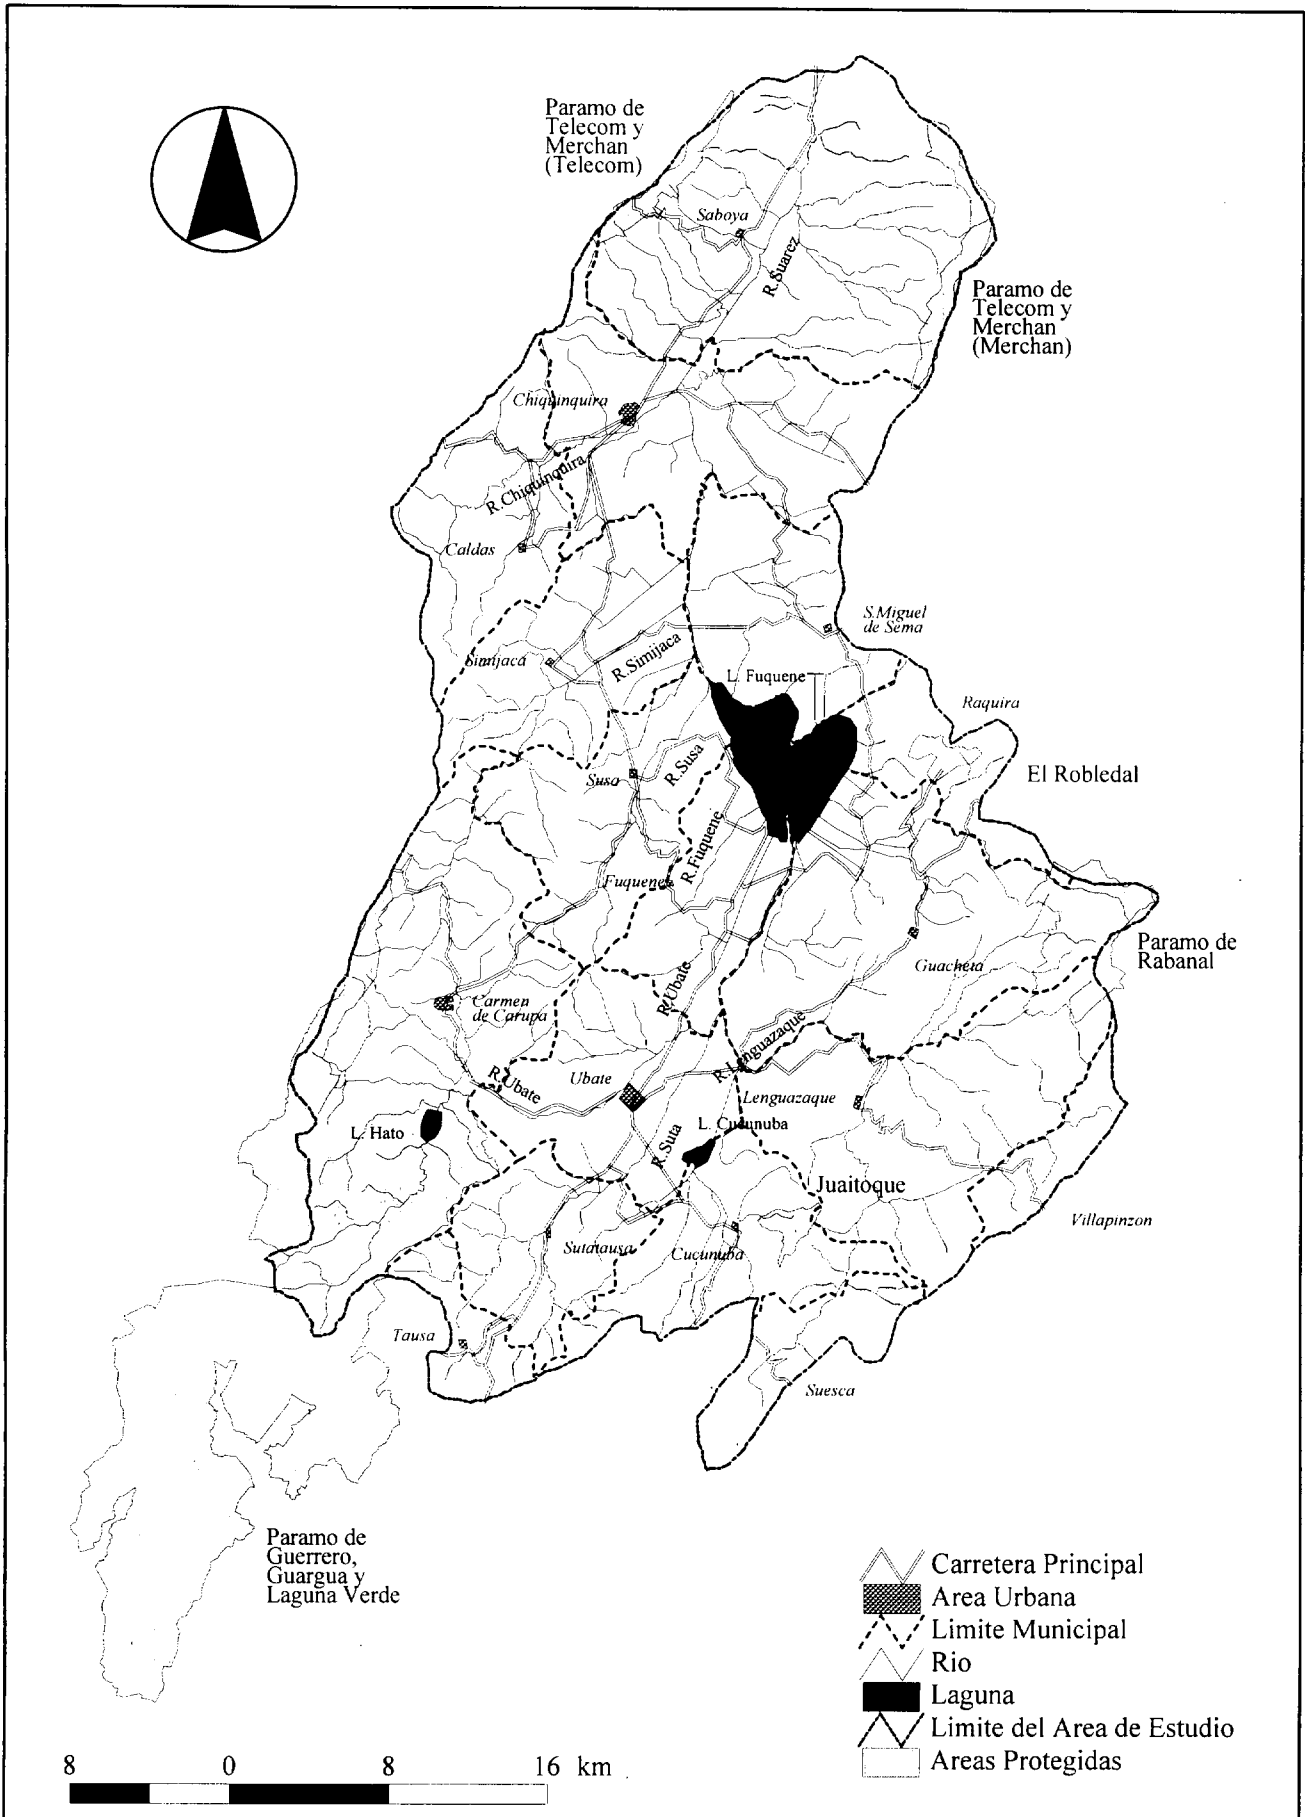 Paramo de
Telecom y
Merchan
(Telecom)
Saboya
R.Suarez
Paramo de
Telecom y
Merchan
(Merchan)
Chiquinquira
R.Chiquinquira
Caldas
S.Miguel
de Sema
Simijaca
R.Simijaca
L. Fuquene
Raquira
El Robledal
Susa
R.Susa
R.Fuquene
Fuquene
Guacheta
Paramo de
Rabanal
Carmen
de Carupa
R.Ubate
R.Lenguazaque
R.Ubate
Ubate
Lenguazaque
L. Hato
R.Suta
L. Cucunuba
Juaitoque
Villapinzon
Sutatausa
Cucunuba
Tausa
Suesca
Paramo de
Guerrero,
Guargua y
Laguna Verde
Carretera Principal
Area Urbana
Limite Municipal
Rio
Laguna
Limite del Area de Estudio
Areas Protegidas
8 0 8 16 km